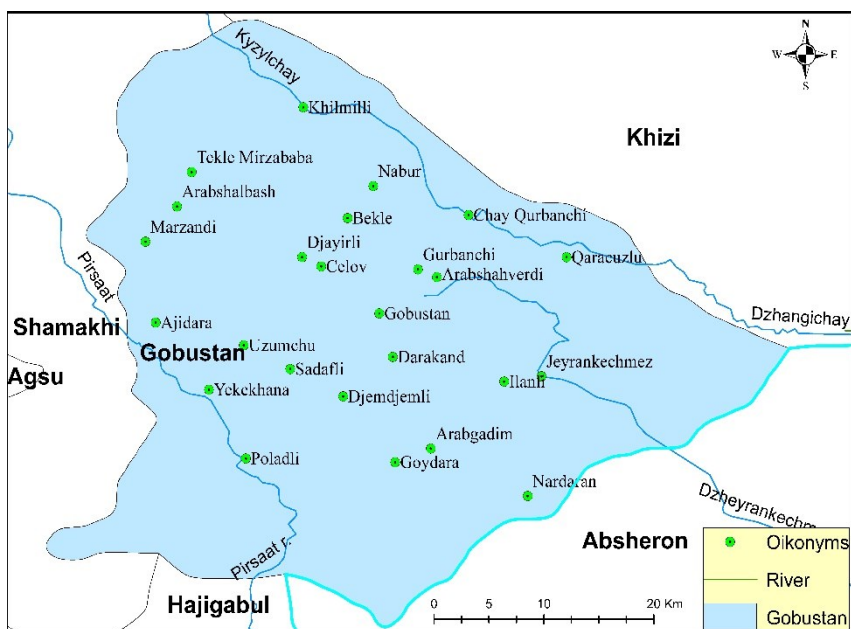 N
W E
S
Kyzylchay
Khilmilli
Khizi
Tekle Mirzababa
Nabur
Arabshalbash
Bekle
Chay Qurbanchi
Marzandi
Djayirli
Gurbanchi
Qaracuzlu
Celov
Arabshahverdi
Pirsaat
Gobustan
Dzhangichay
Shamakhi
Ajidara
Uzumchu
Gobustan
Darakand
Agsu
Sadafli
Jeyrankechmez
Yekekhana
Ilanli
Djemdjemli
Arabgadim
Poladli
Goydara
Nardaran
Dzheyrankechm
Absheron
Pirsaat r.
Hajigabul
0 5 10 20 Km
Oikonyms
River
Gobustan